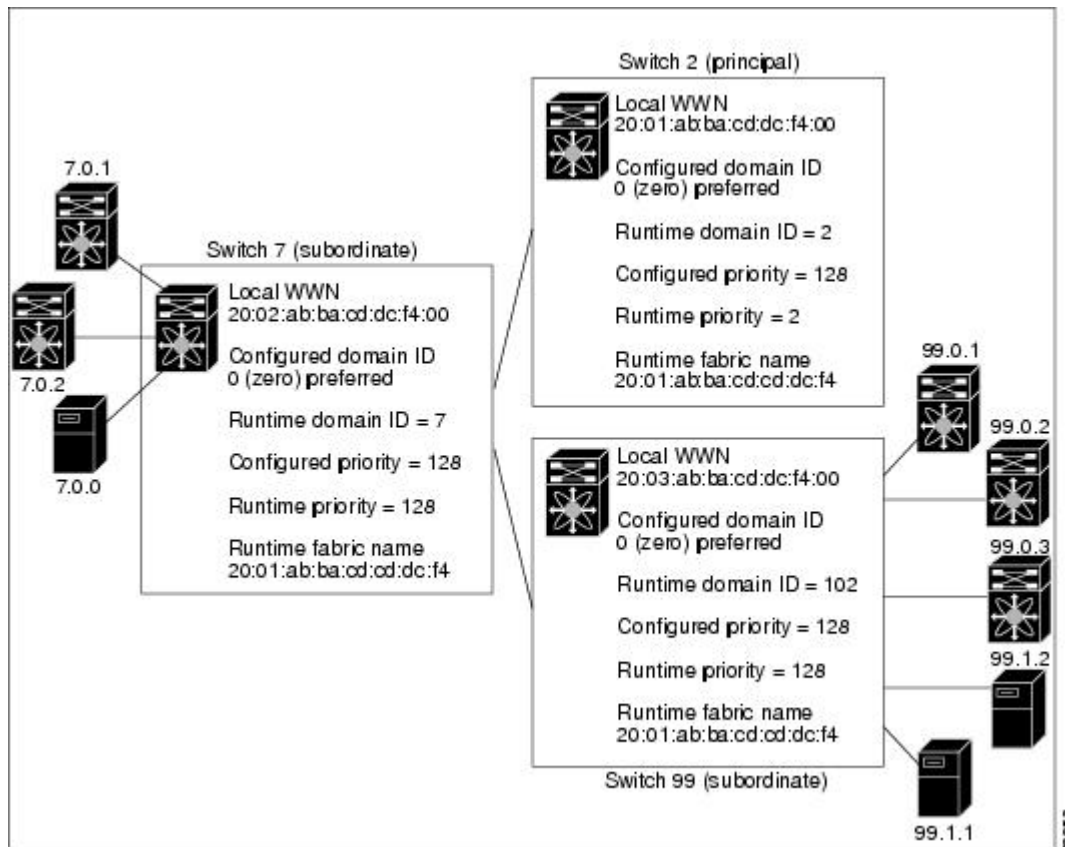 Switch 2 (principal)
Local WWN
20:01:ab:ba:cd:dc:f4:00
Configured domain ID
0 (zero) preferred
Runtime domain ID = 2
Configured priority = 128
Runtime priority = 2
Runtime fabric name
20:01:ab:ba:cd:cd:dc:f4
7.0.1
7.0.2
7.0.0
Switch 7 (subordinate)
Local WWN
20:02:ab:ba:cd:dc:f4:00
Configured domain ID
0 (zero) preferred
Runtime domain ID = 7
Configured priority = 128
Runtime priority = 128
Runtime fabric name
20:01:ab:ba:cd:cd:dc:f4
Local WWN
20:03:ab:ba:cd:dc:f4:00
Configured domain ID
0 (zero) preferred
Runtime domain ID = 102
Configured priority = 128
Runtime priority = 128
Runtime fabric name
20:01:ab:ba:cd:cd:dc:f4
Switch 99 (subordinate)
99.0.1
99.0.2
99.0.3
99.1.2
99.1.1